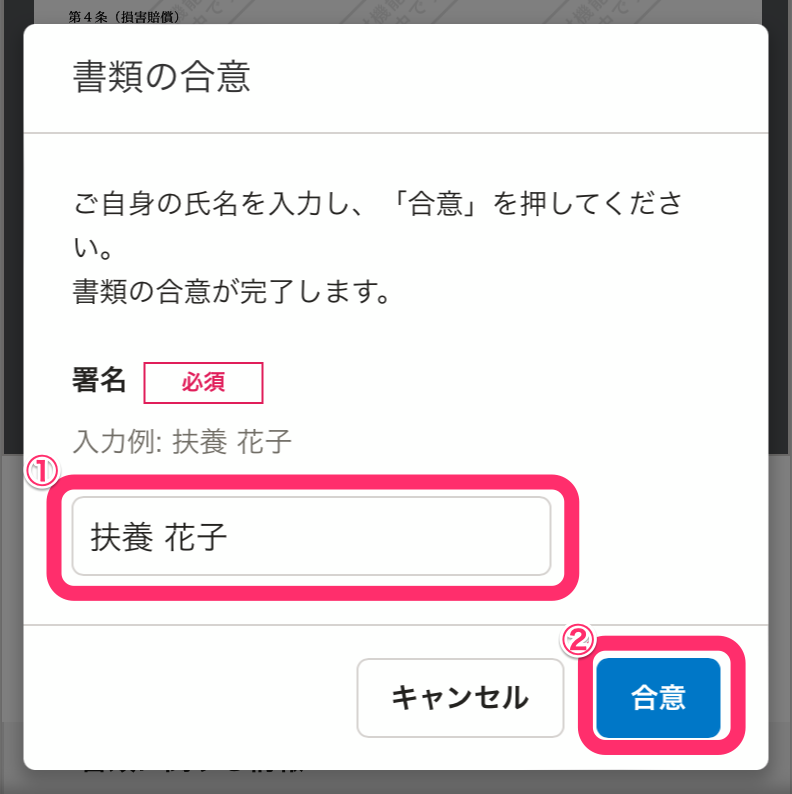 第４条（損害賠償）
書類の合意
ご自身の氏名を入力し、「合意」を押してくださ
い。
書類の合意が完了します。
署名 必須
入力例: 扶養 花子
①
扶養 花子
②
キャンセル 合意